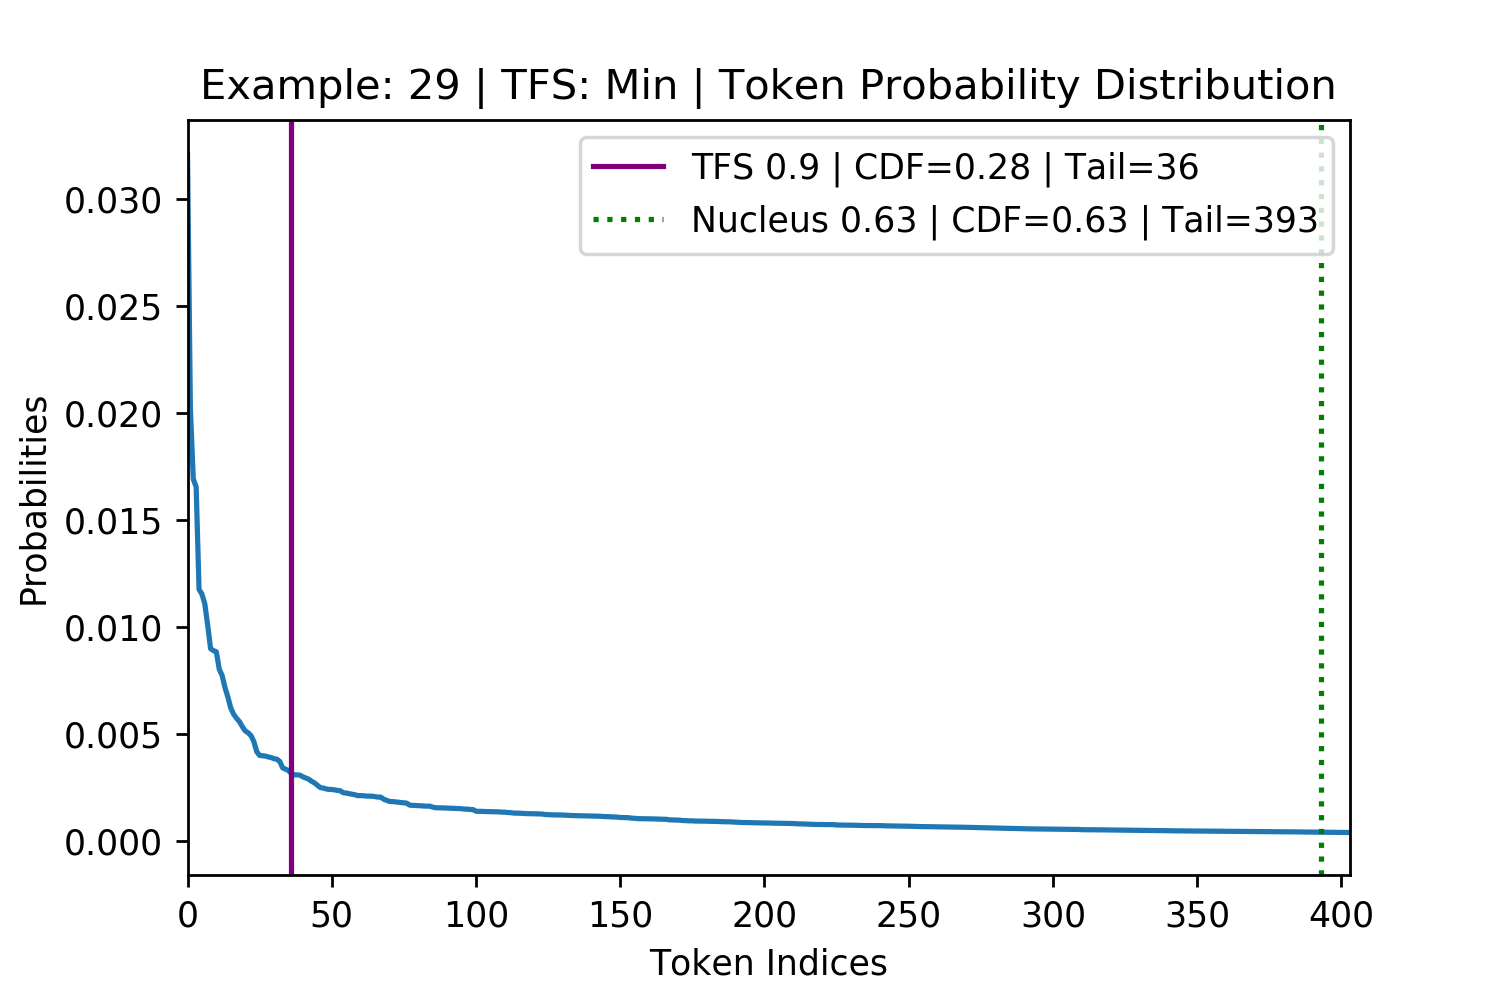 Example: 29 | TFS: Min | Token Probability Distribution
TFS 0.9 | CDF=0.28 | Tail=36
Nucleus 0.63 | CDF=0.63 | Tail=393
Probabilities
0.030
0.025
0.020
0.015
0.010
0.005
0.000
0 50 100 150 200 250 300 350 400
Token Indices